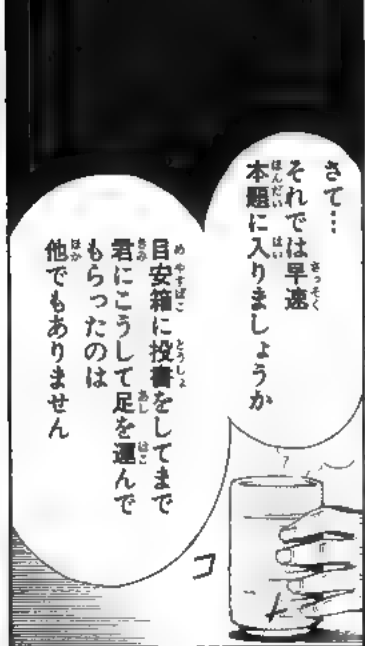 さて…
それでは早速
本題に入りましょうか
目安箱に投書をしてまで
君にこうして足を運んで
もらったのは
他でもありません
コト